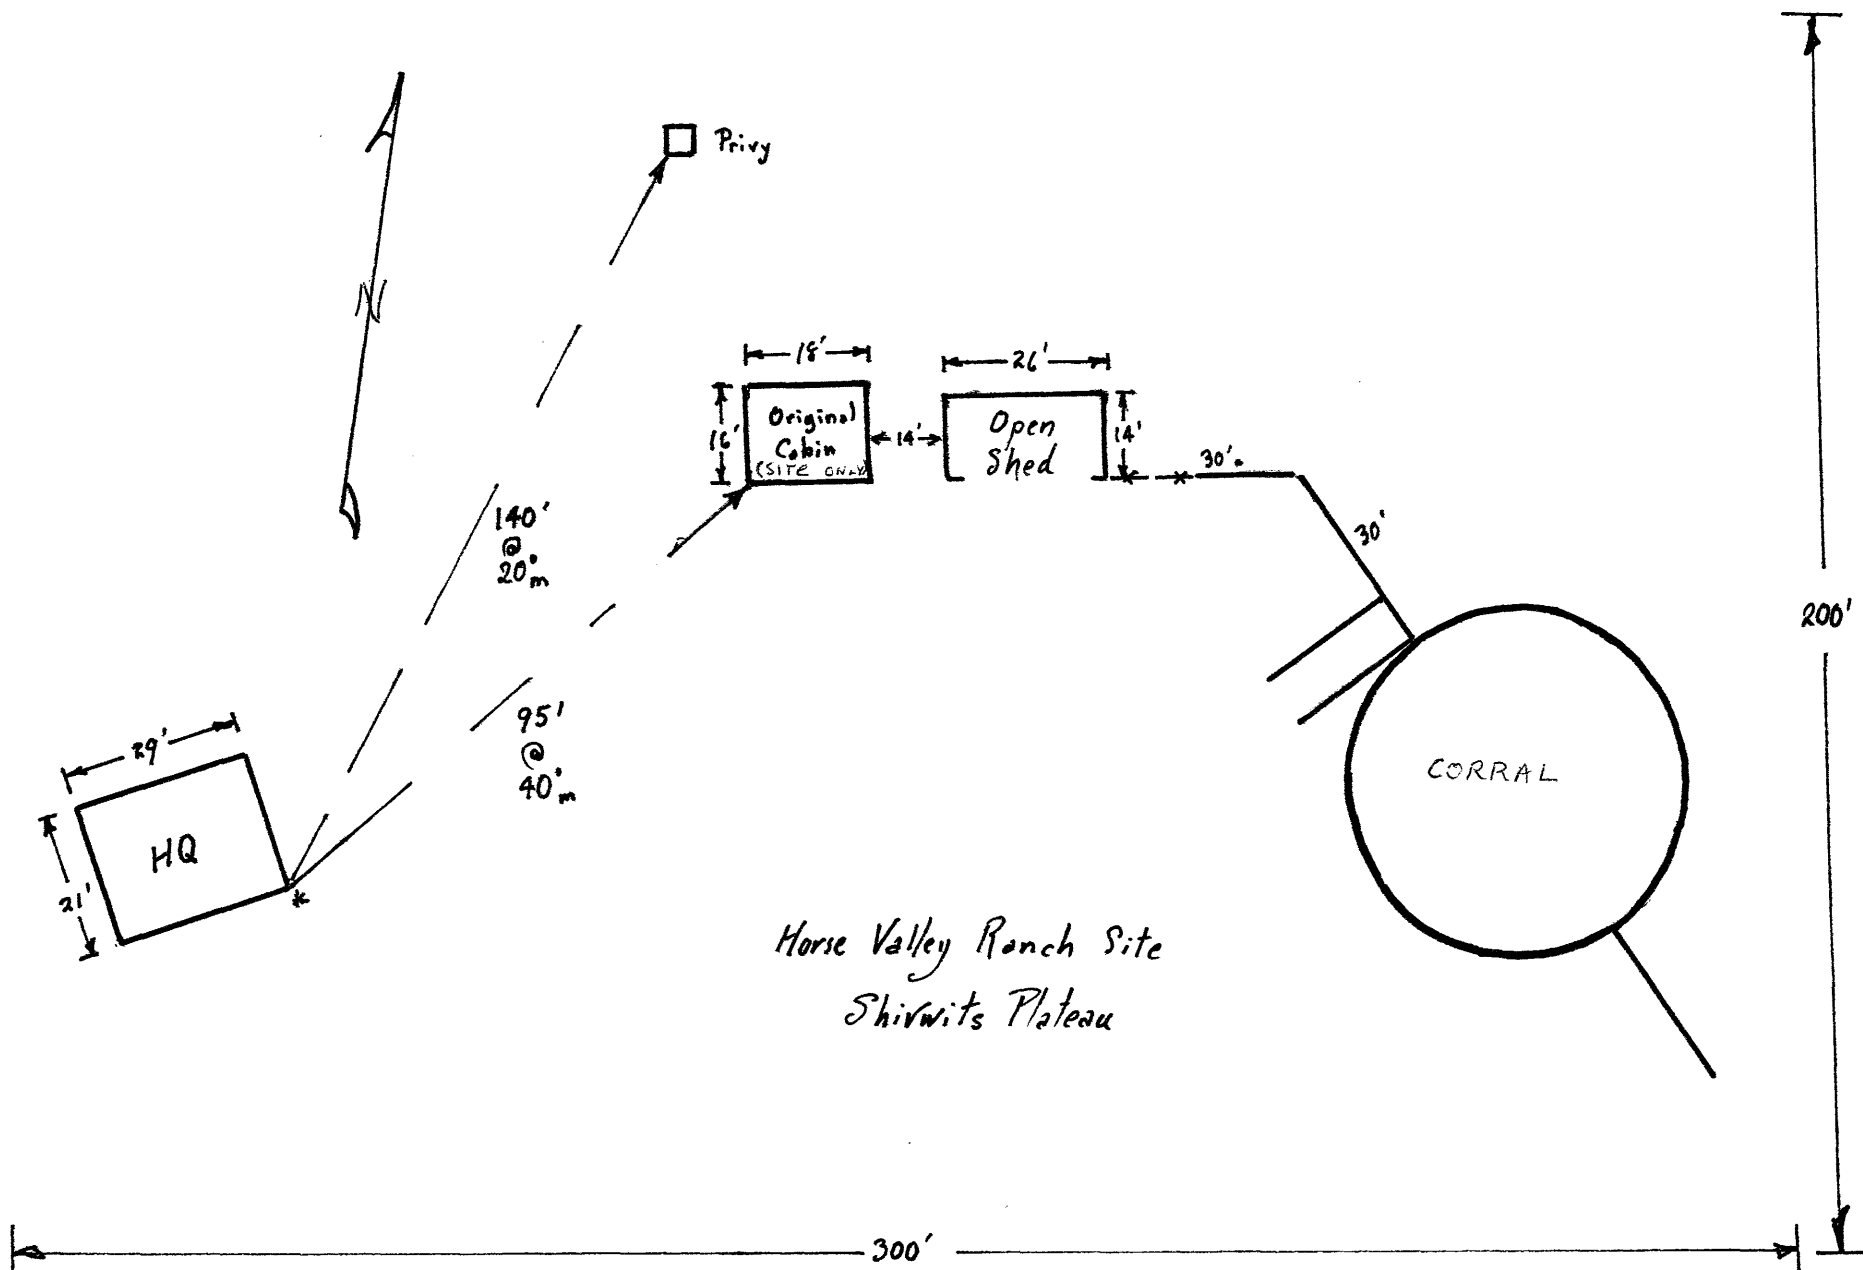 Privy
N
18'
26'
16'
Original
Cabin
(SITE ONLY)
14'
Open
Shed
14'
30'
30'
140'
@
20°m
200'
95'
@
40°m
29'
HQ
21'
*
CORRAL
Horse Valley Ranch Site
Shivwits Plateau
300'